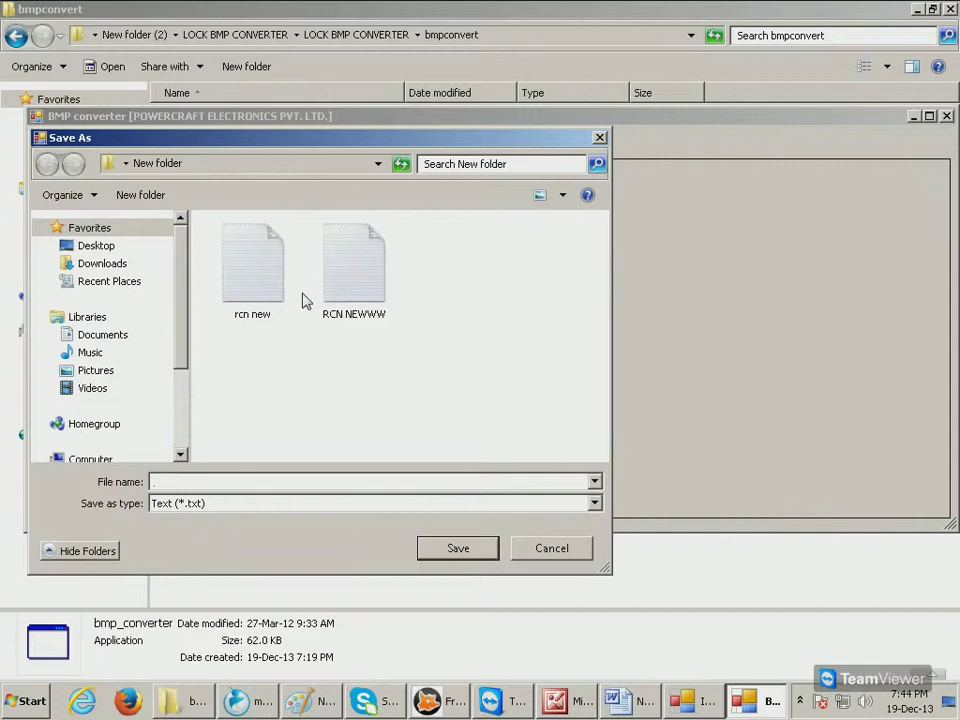 bmpconvert
New folder (2) LOCK BMP CONVERTER LOCK BMP CONVERTER bmpconvert
Search bmpconvert
Organize Open Share with New folder
Favorites Name Date modified Type Size
BMP converter [POWERCRAFT ELECTRONICS PVT. LTD.]
Save As
New folder
Search New folder
Organize New folder
Favorites
Desktop
Downloads
Recent Places
Libraries
Documents
Music
Pictures
Videos
Homegroup
Computer
rcn new
RCN NEWWW
File name: .
Save as type: Text (*.txt)
Hide Folders
Save
Cancel
bmp_converter Date modified: 27-Mar-12 9:33 AM
Application Size: 62.0 KB
Date created: 19-Dec-13 7:19 PM
TeamViewer
Start b... m... N... S... Fr... T... Mi... N... I... B...
7:44 PM
19-Dec-13